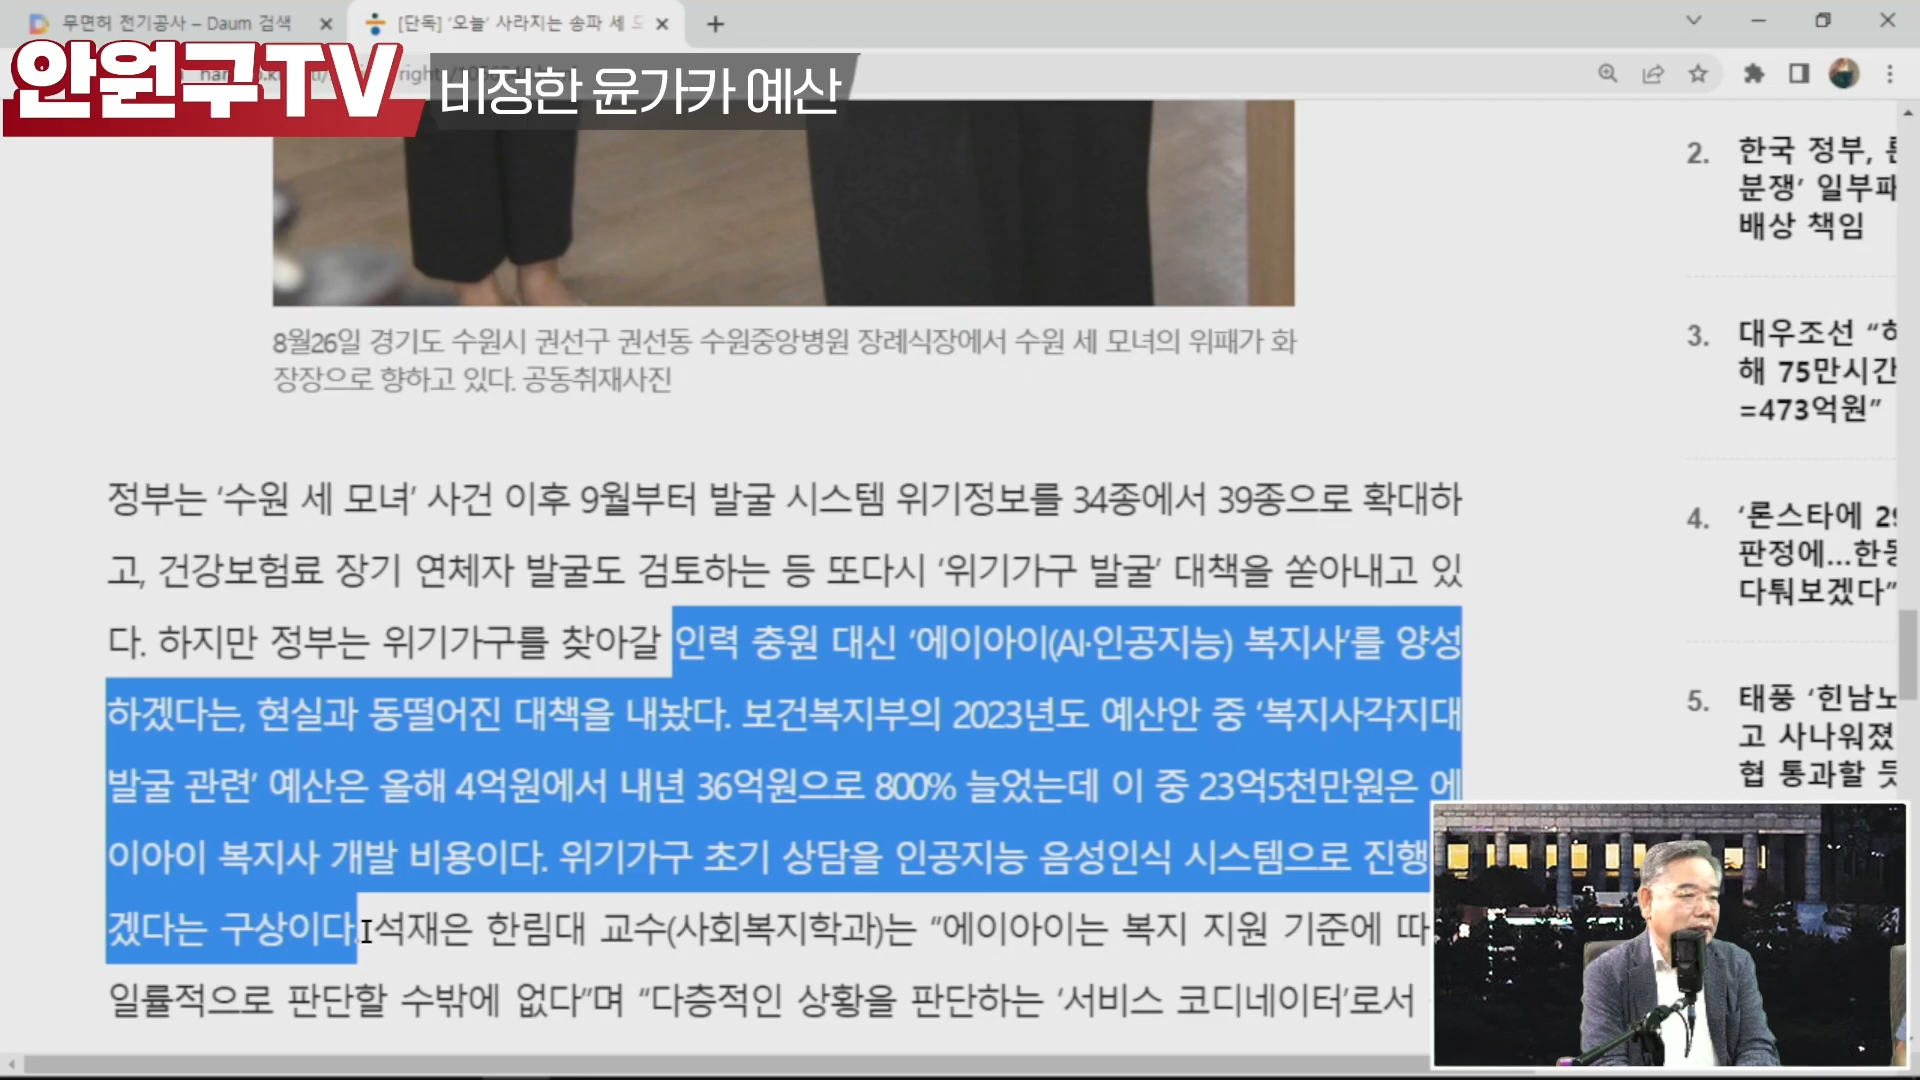 무면허 전기공사 – Daum 검색
[단독] '오늘' 사라지는 송파 세
안원구TV
비정한 윤가카 예산
8월26일 경기도 수원시 권선구 권선동 수원중앙병원 장례식장에서 수원 세 모녀의 위패가 화
장장으로 향하고 있다. 공동취재사진
정부는 '수원 세 모녀' 사건 이후 9월부터 발굴 시스템 위기정보를 34종에서 39종으로 확대하
고, 건강보험료 장기 연체자 발굴도 검토하는 등 또다시 '위기가구 발굴' 대책을 쏟아내고 있
다. 하지만 정부는 위기가구를 찾아갈 인력 충원 대신 '에이아이(AI·인공지능) 복지사'를 양성
하겠다는, 현실과 동떨어진 대책을 내놨다. 보건복지부의 2023년도 예산안 중 '복지사각지대
발굴 관련' 예산은 올해 4억원에서 내년 36억원으로 800% 늘었는데 이 중 23억5천만원은 에
이아이 복지사 개발 비용이다. 위기가구 초기 상담을 인공지능 음성인식 시스템으로 진행
겠다는 구상이다. 석재은 한림대 교수(사회복지학과)는 "에이아이는 복지 지원 기준에 따
일률적으로 판단할 수밖에 없다"며 "다층적인 상황을 판단하는 '서비스 코디네이터'로서
2. 한국 정부,
분쟁' 일부패
배상 책임
3. 대우조선 "하
해 75만시간
=473억원"
4. '론스타에 29
판정에...한동
다퉈보겠다"
5. 태풍 '힌남노
고 사나워졌
협 통과할 듯